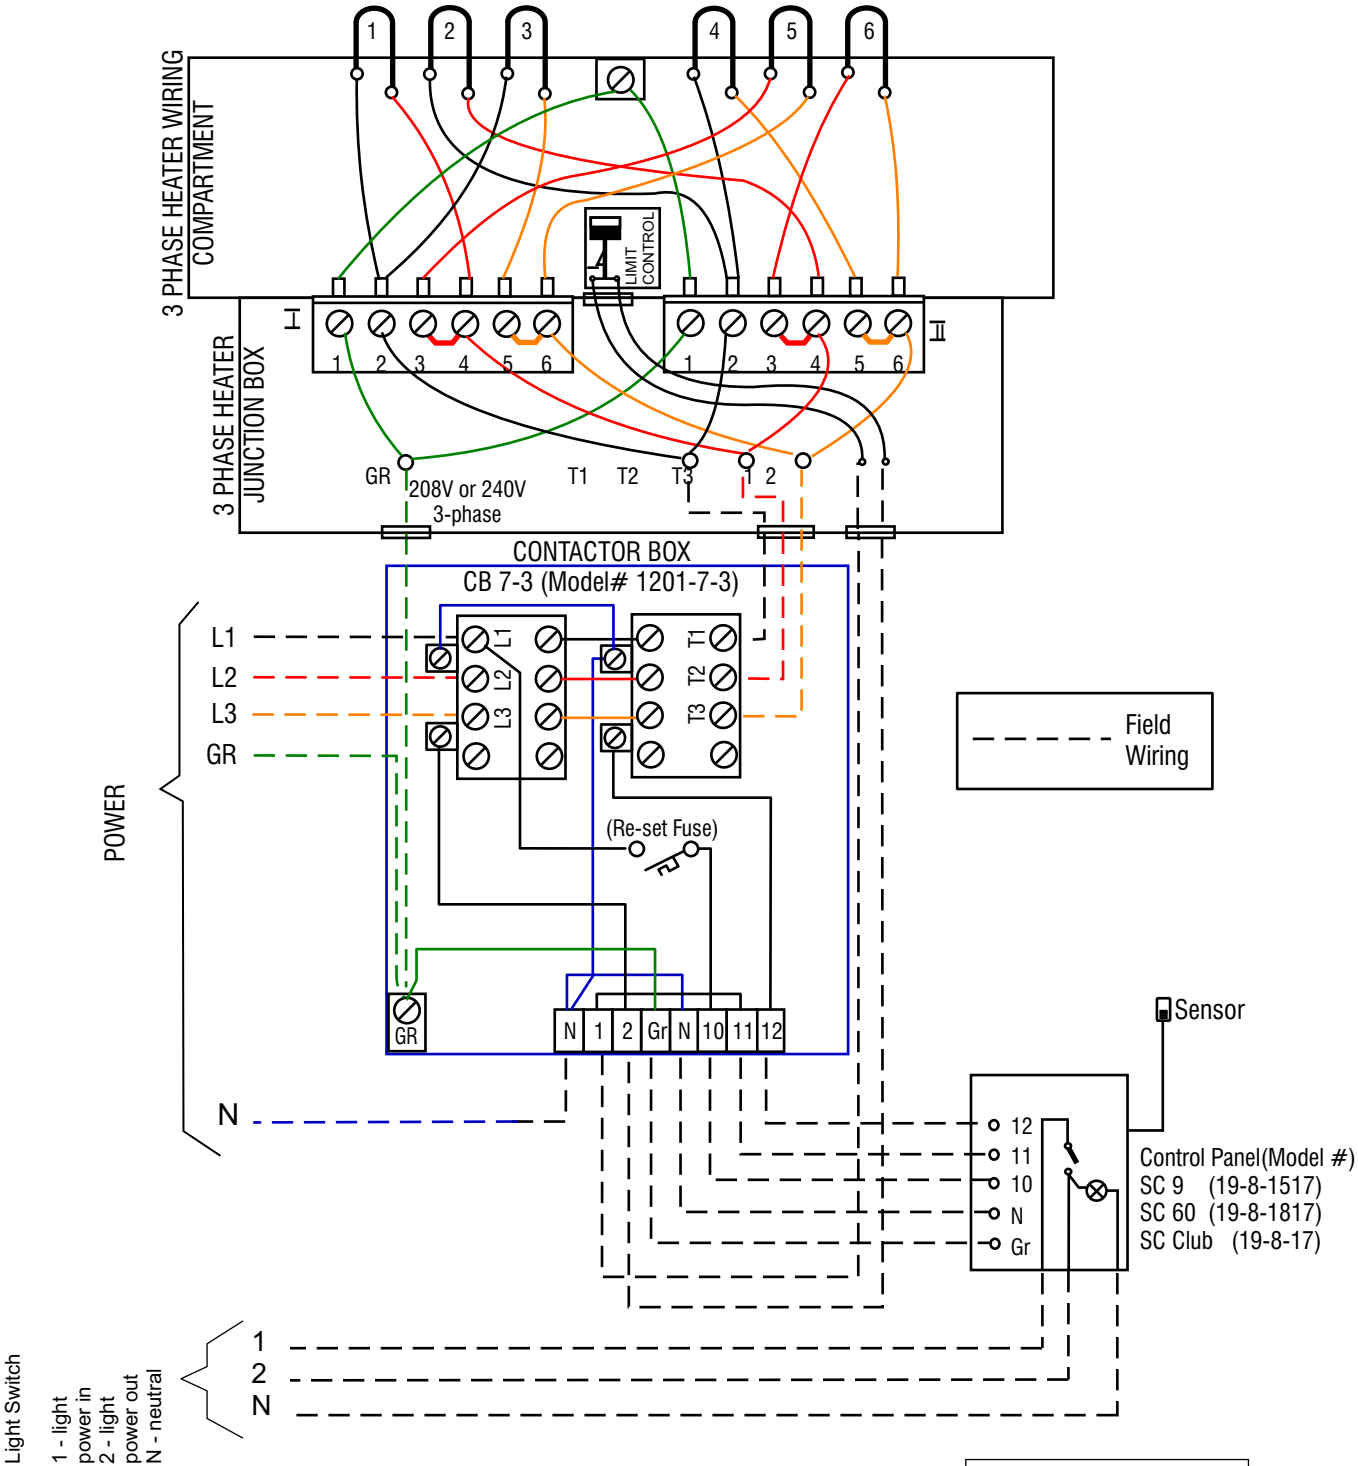 1 2 3 4 5 6
3 PHASE HEATER WIRING
COMPARTMENT
LIMIT
CONTROL
3 PHASE HEATER
JUNCTION BOX
I
II
1 2 3 4 5 6
1 2 3 4 5 6
GR T1 T2 T3 1 2
208V or 240V
3-phase
CONTACTOR BOX
CB 7-3 (Model# 1201-7-3)
POWER
L1
L2
L3
GR
L1
L2
L3
T1
T2
T3
Field
Wiring
(Re-set Fuse)
GR
N 1 2 Gr N 10 11 12
N
Sensor
12
11
10
N
Gr
Control Panel(Model #)
SC 9 (19-8-1517)
SC 60 (19-8-1817)
SC Club (19-8-17)
1
2
N
Light Switch
1 - light
power in
2 - light
power out
N - neutral